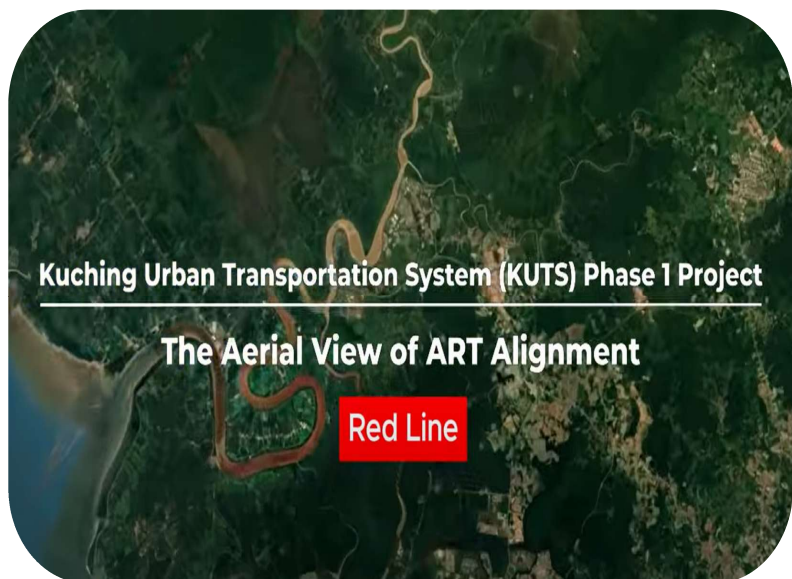 Kuching Urban Transportation System (KUTS) Phase 1 Project
The Aerial View of ART Alignment
Red Line